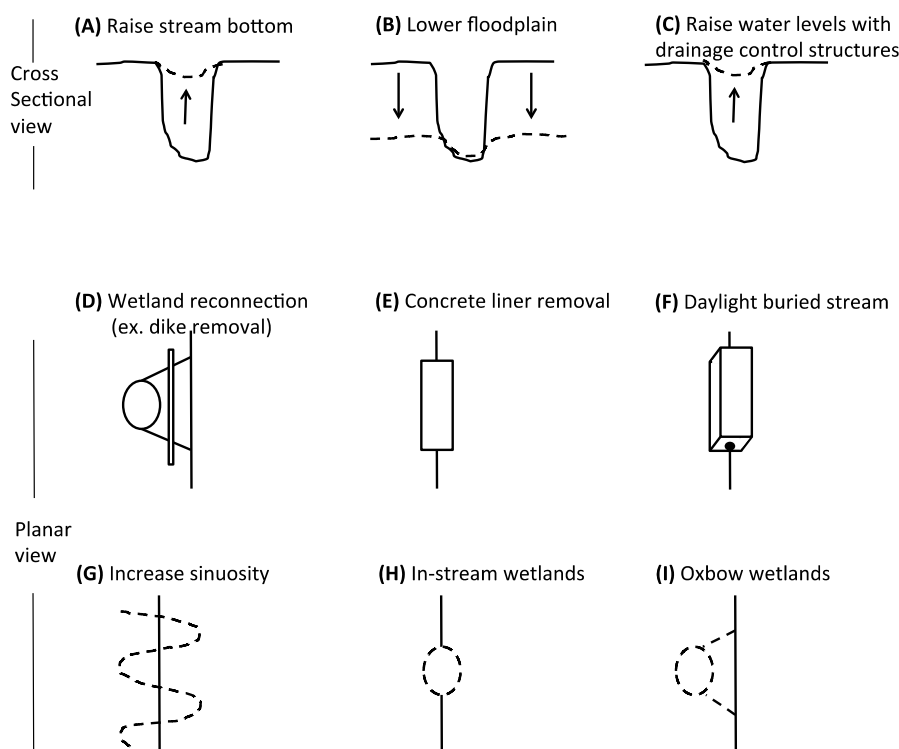 (A) Raise stream bottom
(B) Lower floodplain
(C) Raise water levels with
drainage control structures
Cross
Sectional
view
(D) Wetland reconnection
(ex. dike removal)
(E) Concrete liner removal
(F) Daylight buried stream
Planar
view
(G) Increase sinuosity
(H) In-stream wetlands
(I) Oxbow wetlands